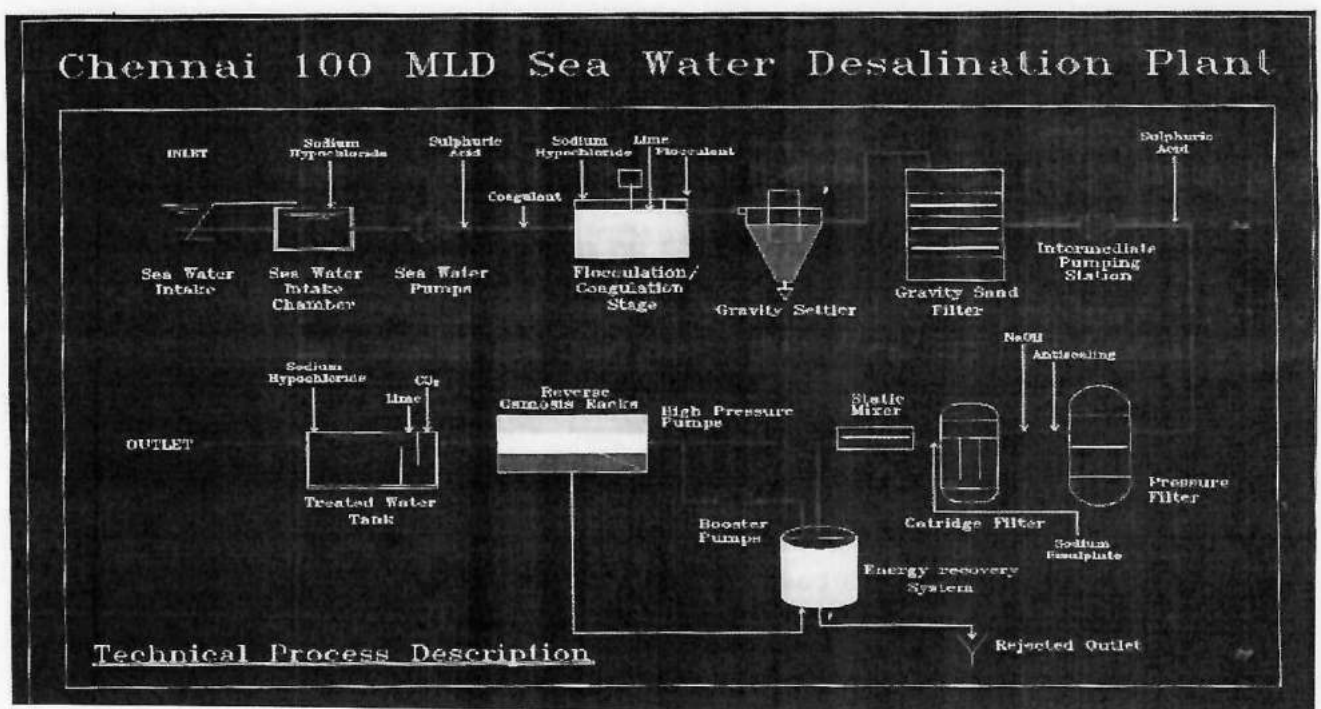 Chennai 100 MLD Sea Water Desalination Plant
INLET
Sodium
Hypochloride
Sulphuric
Acid
Coagulant
Sodium
Hypochloride
Lime
Flocculant
Sulphuric
Acid
Sea Water
Intake
Sea Water
Intake
Chamber
Sea Water
Pumps
Flocculation/
Coagulation
Stage
Gravity Settler
Gravity Sand
Filter
Intermediate
Pumping
Station
OUTLET
Sodium
Hypochloride
Lime
CO₂
Treated Water
Tank
Reverse
Osmosis Racks
High Pressure
Pumps
Static
Mixer
NaOH
Antiscaling
Pressure
Filter
Catridge Filter
Sodium
Booster
Pumps
Energy recovery
System
Rejected Outlet
Technical Process Description